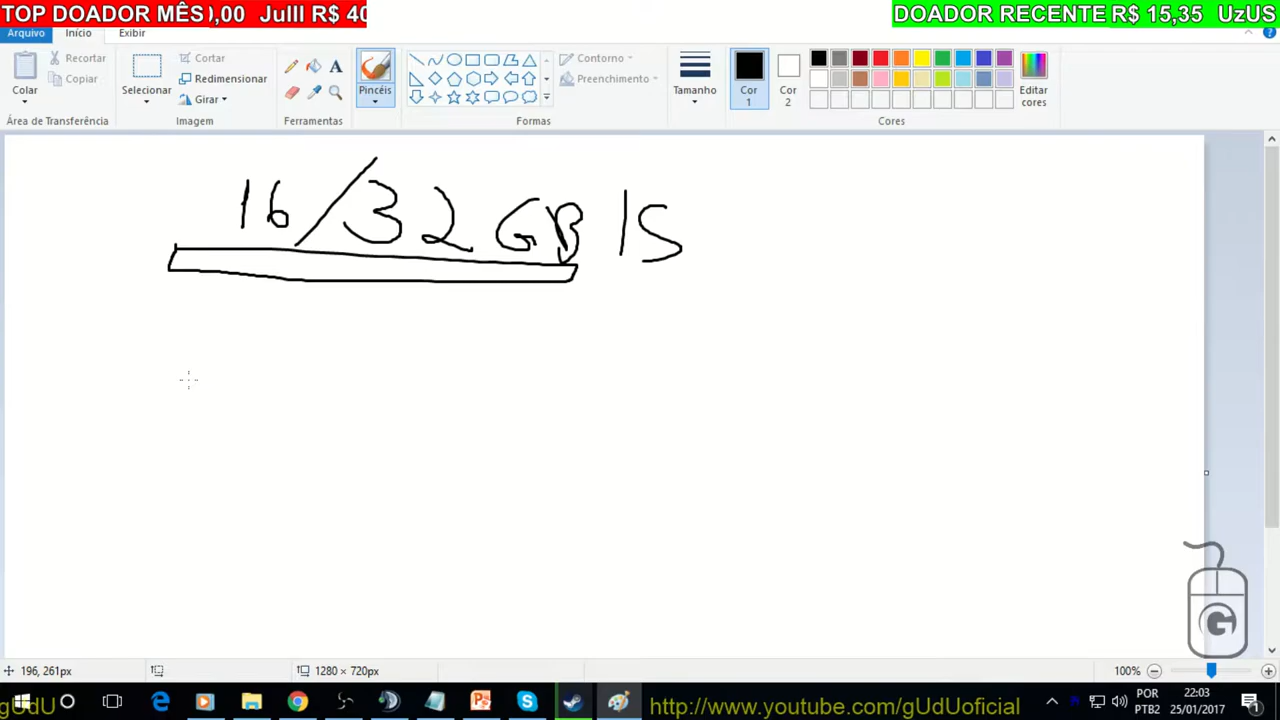 TOP DOADOR MÊS ),00 Julll R$ 40
DOADOR RECENTE R$ 15,35 UzUS
Arquivo Início Exibir
Colar
Recortar
Copiar
Área de Transferência
Selecionar
Cortar
Redimensionar
Girar
Imagem
A
Ferramentas
Pincéis
Contorno
Preenchimento
Formas
Tamanho
Cor 1
Cor 2
Editar cores
Cores
16/32 GB/S
G
196, 261px
1280 × 720px
100%
gUdU
http://www.youtube.com/gUdUoficial
POR
PTB2
22:03
25/01/2017
1